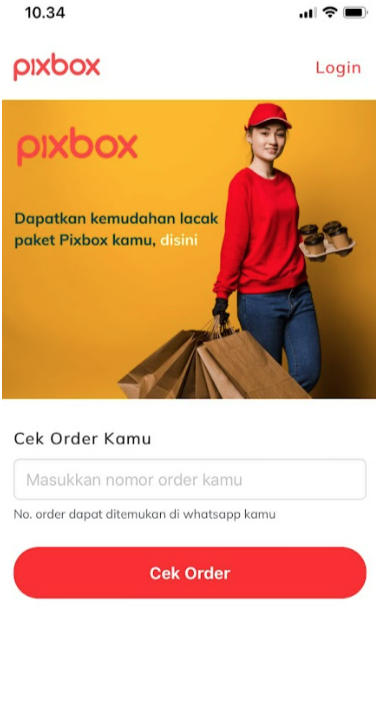 10.34
pixbox
Login
pixbox
Dapatkan kemudahan lacak
paket Pixbox kamu, disini
Cek Order Kamu
Masukkan nomor order kamu
No. order dapat ditemukan di whatsapp kamu
Cek Order